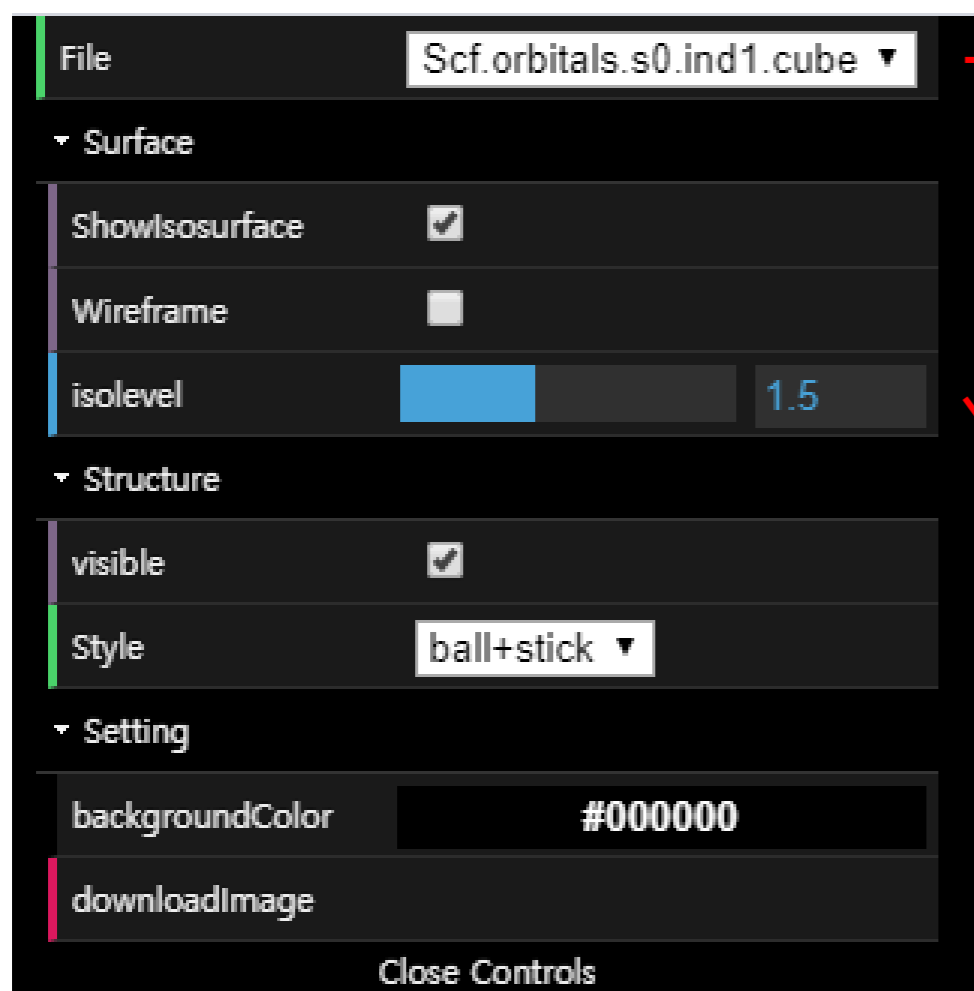 File Scf.orbitals.s0.ind1.cube
Surface
ShowIsosurface
Wireframe
isolevel 1.5
Structure
visible
Style ball+stick
Setting
backgroundColor #000000
downloadImage
Close Controls